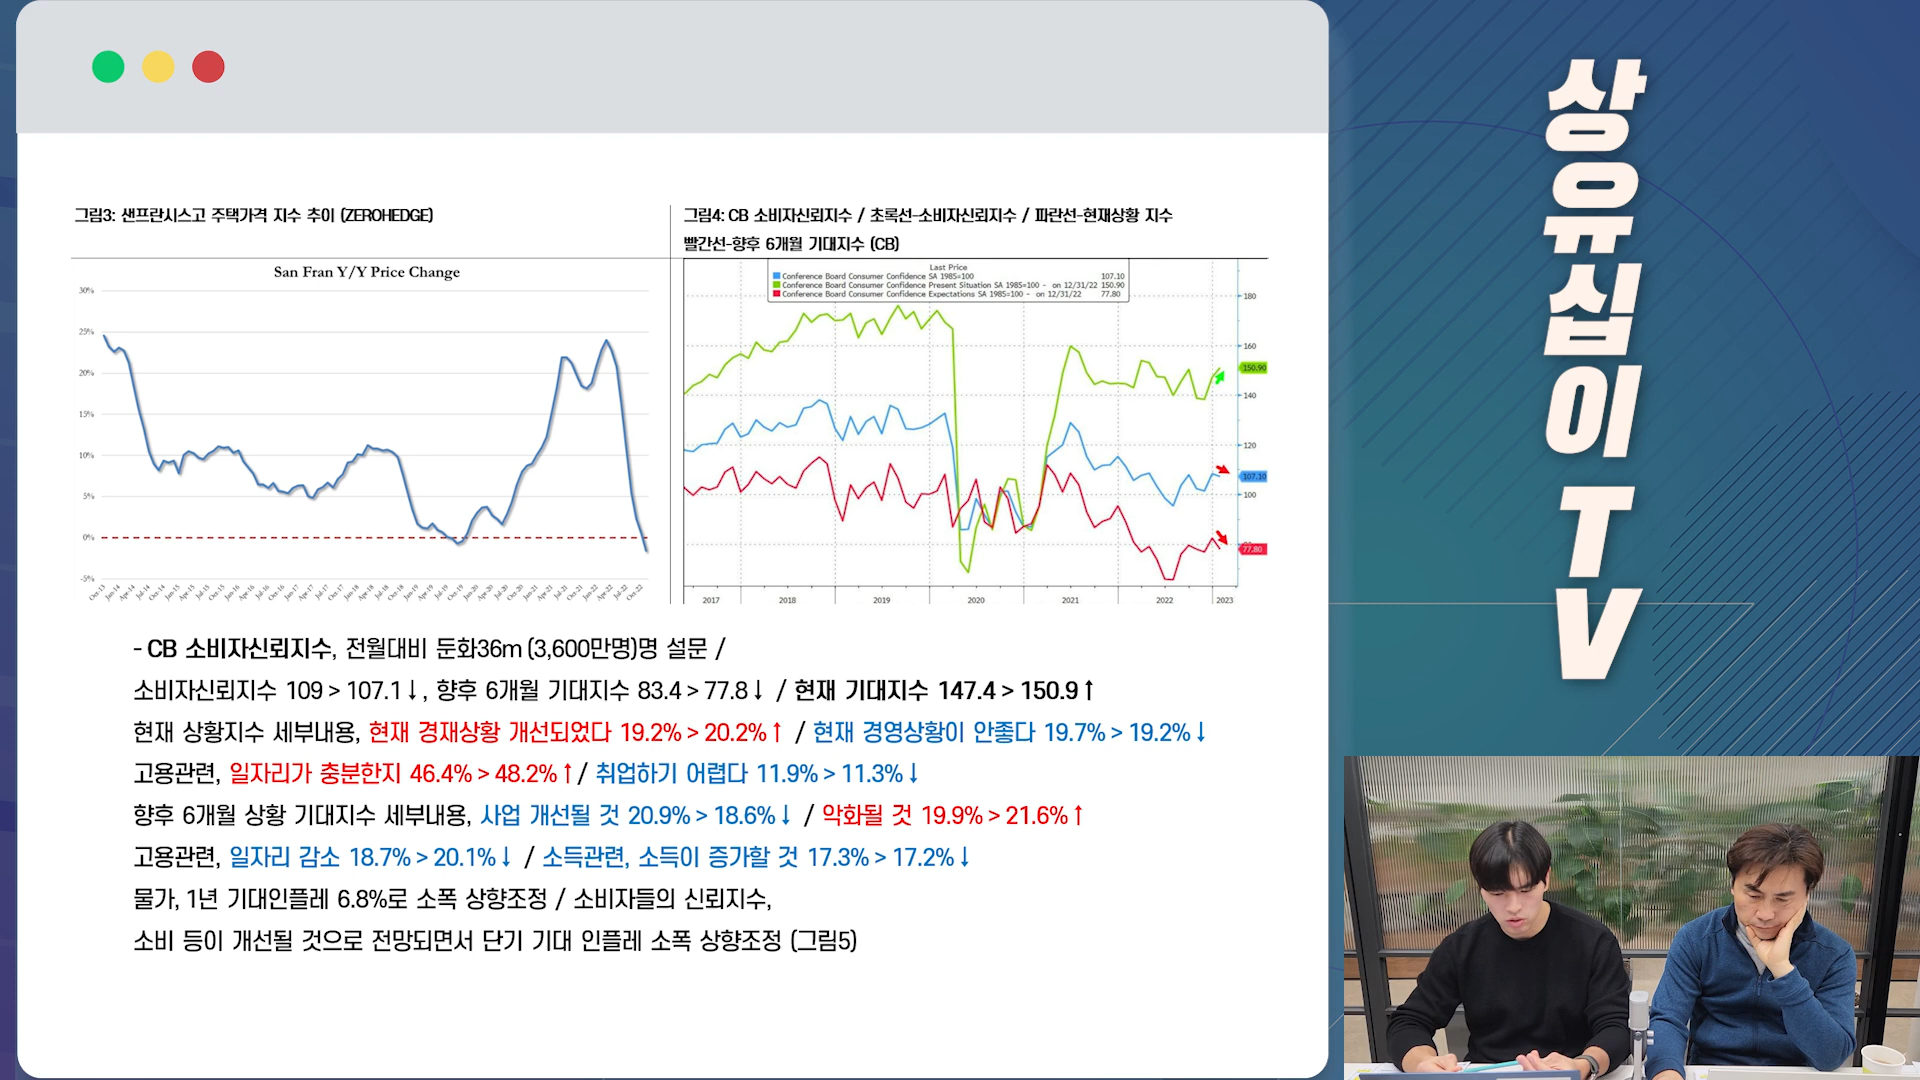 그림3: 샌프란시스고 주택가격 지수 추이 (ZEROHEDGE)
San Fran Y/Y Price Change
30%
25%
20%
15%
10%
5%
0%
-5%
그림4: CB 소비자신뢰지수 / 초록선-소비자신뢰지수 / 파란선-현재상황 지수
빨간선-향후 6개월 기대지수 (CB)
Last Price
Conference Board Consumer Confidence SA 1985=100 107.10
Conference Board Consumer Confidence Present Situation SA 1985=100 - on 12/31/22 150.90
Conference Board Consumer Confidence Expectations SA 1985=100 - on 12/31/22 77.80
180
160
150.90
140
120
107.10
100
77.80
2017 2018 2019 2020 2021 2022 2023
- CB 소비자신뢰지수, 전월대비 둔화36m (3,600만명)명 설문 /
소비자신뢰지수 109 > 107.1↓, 향후 6개월 기대지수 83.4 > 77.8↓ / 현재 기대지수 147.4 > 150.9↑
현재 상황지수 세부내용, 현재 경재상황 개선되었다 19.2% > 20.2%↑ / 현재 경영상황이 안좋다 19.7% > 19.2%↓
고용관련, 일자리가 충분한지 46.4% > 48.2%↑/ 취업하기 어렵다 11.9% > 11.3%↓
향후 6개월 상황 기대지수 세부내용, 사업 개선될 것 20.9% > 18.6%↓ / 악화될 것 19.9% > 21.6%↑
고용관련, 일자리 감소 18.7% > 20.1%↓ / 소득관련, 소득이 증가할 것 17.3% > 17.2%↓
물가, 1년 기대인플레 6.8%로 소폭 상향조정 / 소비자들의 신뢰지수,
소비 등이 개선될 것으로 전망되면서 단기 기대 인플레 소폭 상향조정 (그림5)
상유십이 TV